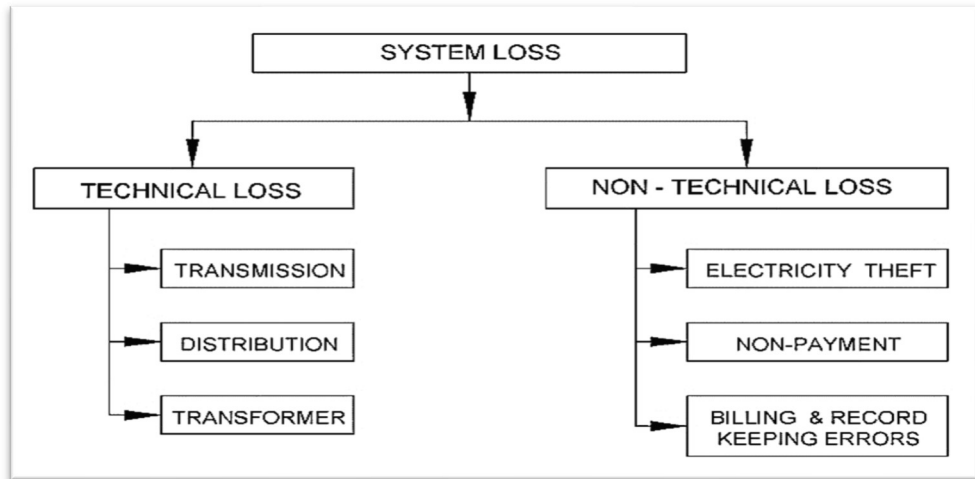 SYSTEM LOSS
TECHNICAL LOSS
TRANSMISSION
DISTRIBUTION
TRANSFORMER
NON - TECHNICAL LOSS
ELECTRICITY THEFT
NON-PAYMENT
BILLING & RECORD
KEEPING ERRORS